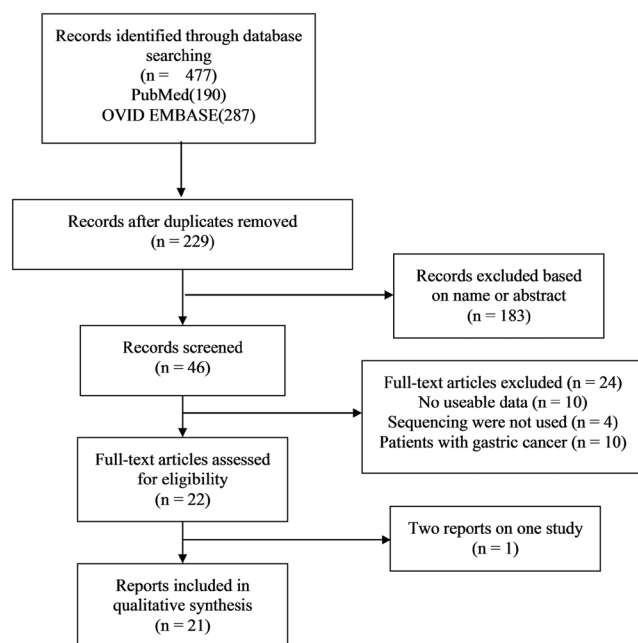 Records identified through database
searching
(n = 477)
PubMed(190)
OVID EMBASE(287)
Records after duplicates removed
(n = 229)
Records excluded based
on name or abstract
(n = 183)
Records screened
(n = 46)
Full-text articles excluded (n = 24)
No useable data (n = 10)
Sequencing were not used (n = 4)
Patients with gastric cancer (n = 10)
Full-text articles assessed
for eligibility
(n = 22)
Two reports on one study
(n = 1)
Reports included in
qualitative synthesis
(n = 21)